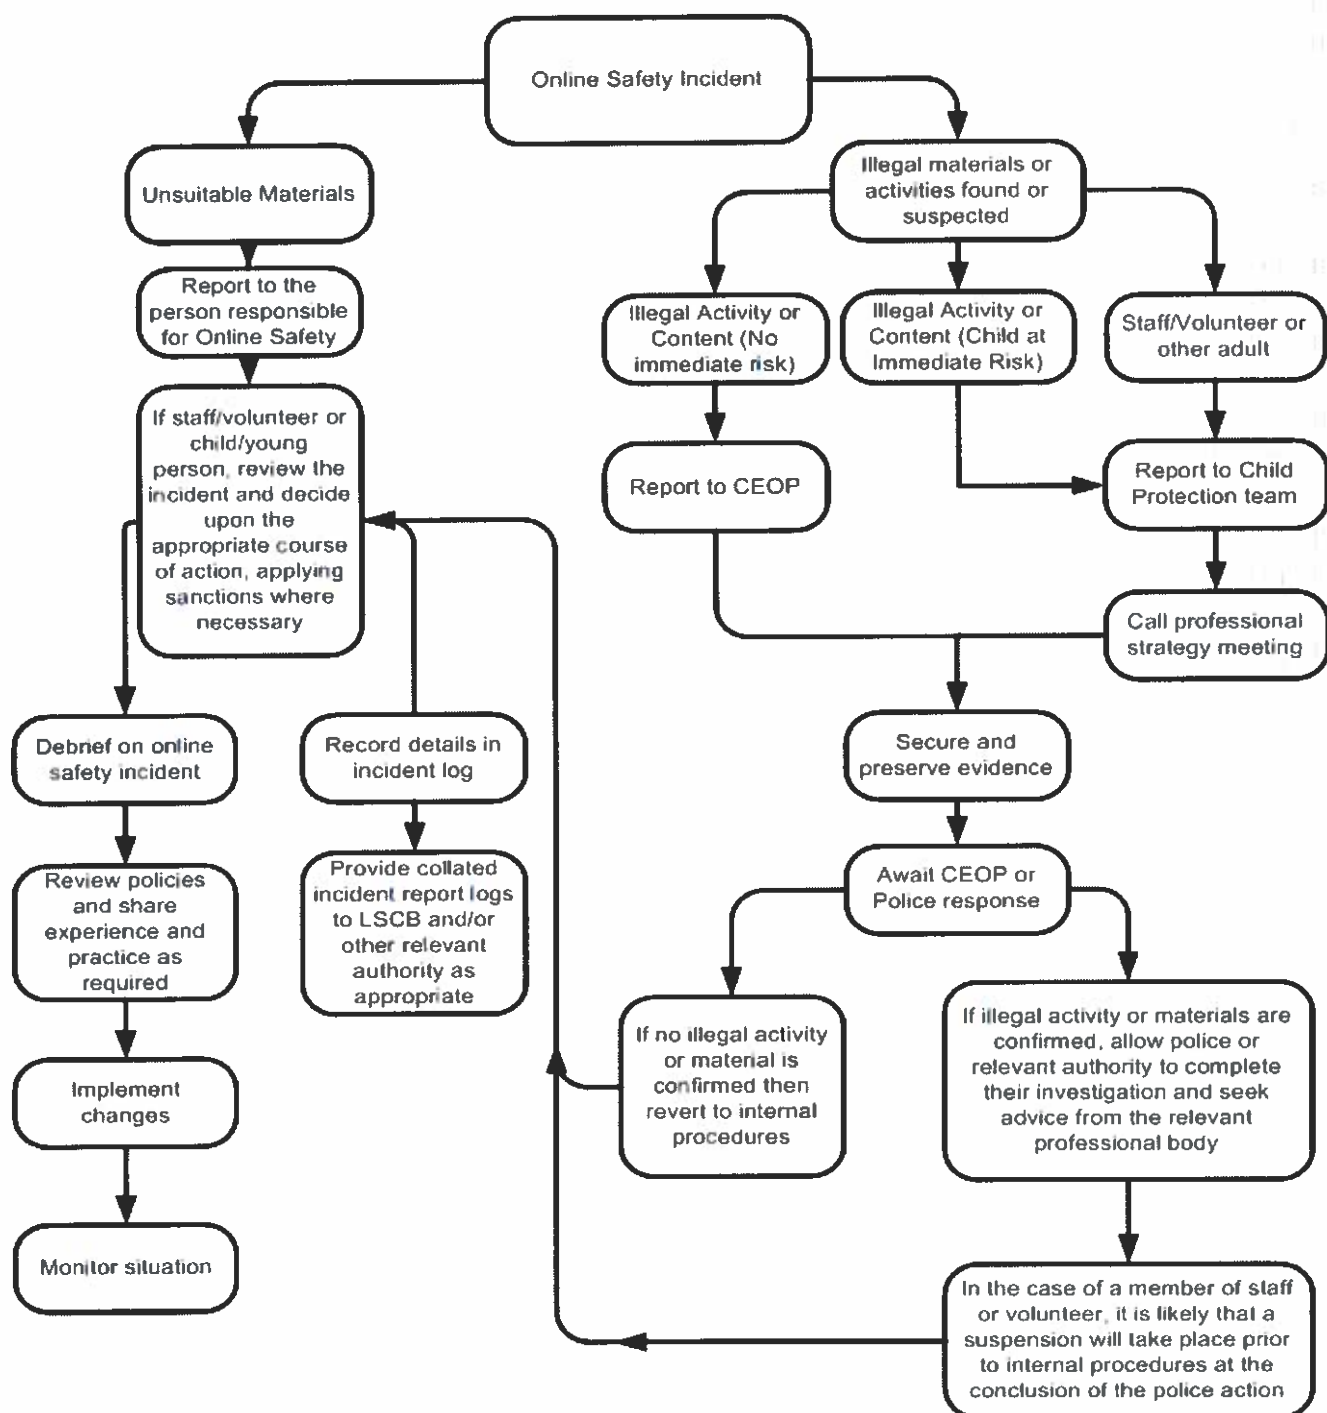 Online Safety Incident
Unsuitable Materials
Report to the
person responsible
for Online Safety
If staff/volunteer or
child/young
person, review the
incident and decide
upon the
appropriate course
of action, applying
sanctions where
necessary
Debrief on online
safety incident
Review policies
and share
experience and
practice as
required
Implement
changes
Monitor situation
Record details in
incident log
Provide collated
incident report logs
to LSCB and/or
other relevant
authority as
appropriate
Illegal materials or
activities found or
suspected
Illegal Activity or
Content (No
immediate risk)
Illegal Activity or
Content (Child at
Immediate Risk)
Staff/Volunteer or
other adult
Report to CEOP
Report to Child
Protection team
Call professional
strategy meeting
Secure and
preserve evidence
Await CEOP or
Police response
If no illegal activity
or material is
confirmed then
revert to internal
procedures
If illegal activity or materials are
confirmed, allow police or
relevant authority to complete
their investigation and seek
advice from the relevant
professional body
In the case of a member of staff
or volunteer, it is likely that a
suspension will take place prior
to internal procedures at the
conclusion of the police action